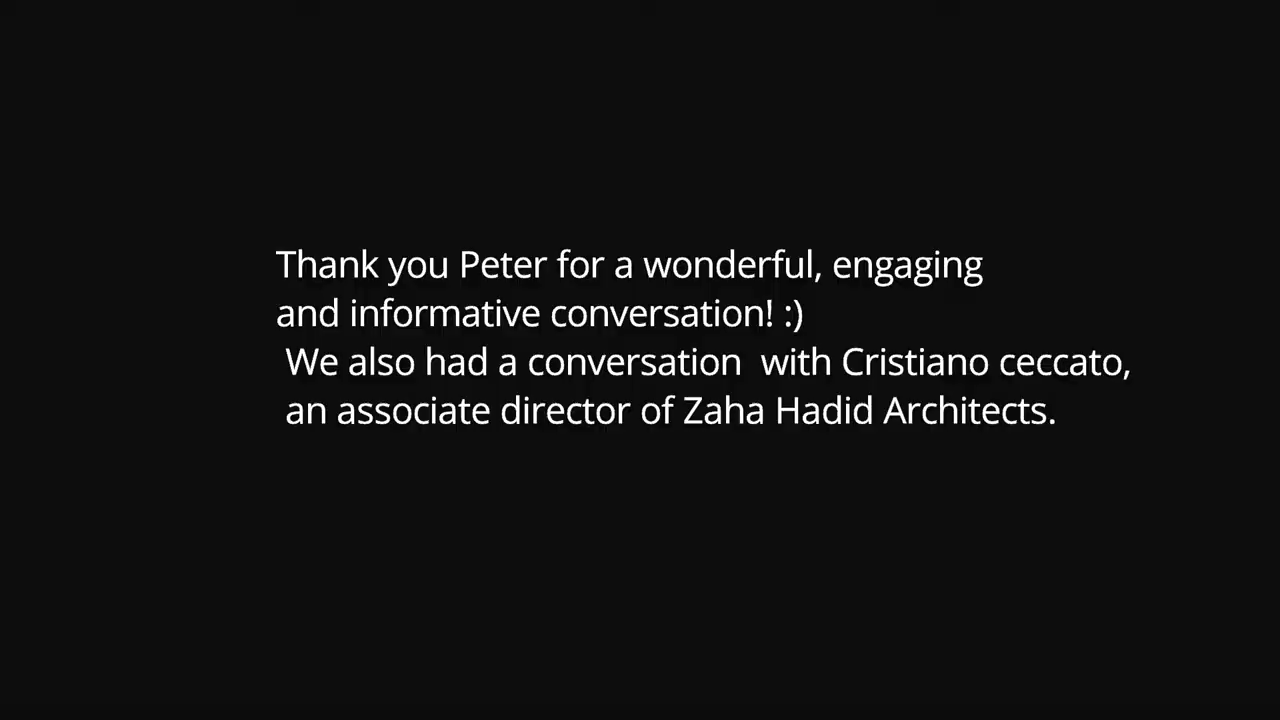 Thank you Peter for a wonderful, engaging
and informative conversation! :)
We also had a conversation  with Cristiano ceccato,
an associate director of Zaha Hadid Architects.